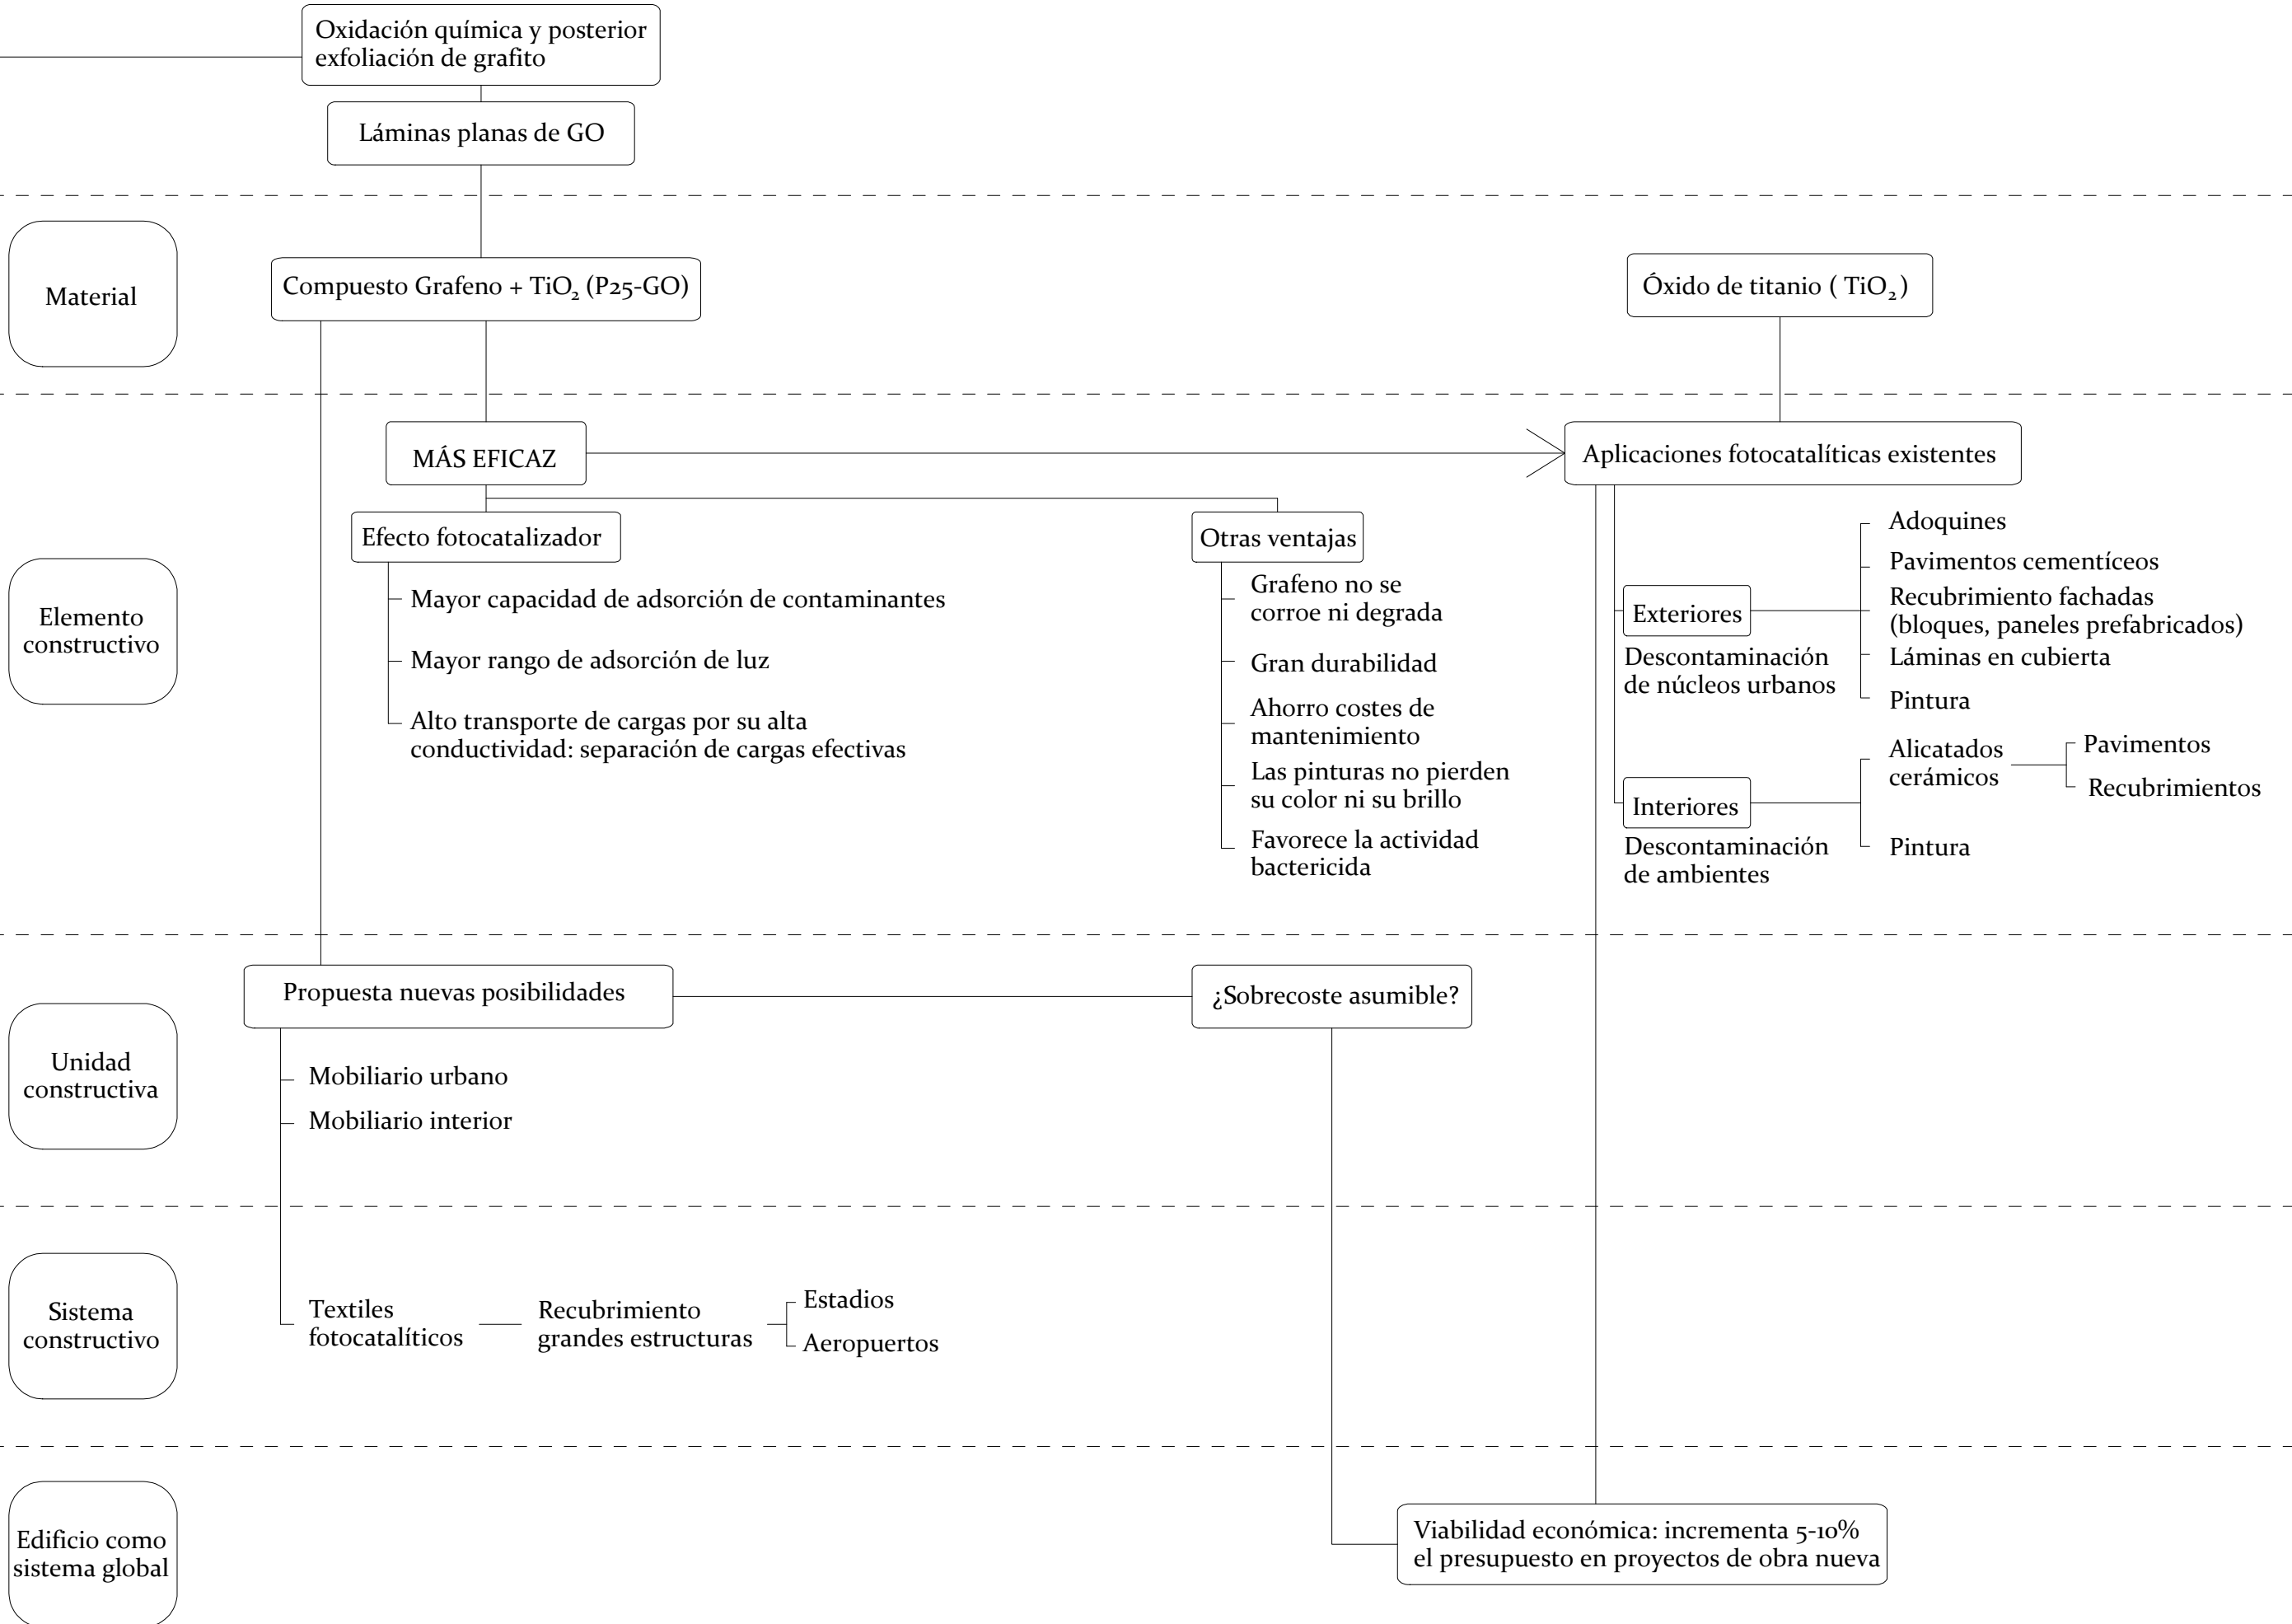 Oxidación química y posterior
exfoliación de grafito
Láminas planas de GO
Material
Compuesto Grafeno + TiO₂ (P25-GO)
Óxido de titanio ( TiO₂)
Elemento
constructivo
MÁS EFICAZ
Aplicaciones fotocatalíticas existentes
Efecto fotocatalizador
Mayor capacidad de adsorción de contaminantes
Mayor rango de adsorción de luz
Alto transporte de cargas por su alta
conductividad: separación de cargas efectivas
Otras ventajas
Grafeno no se
corroe ni degrada
Gran durabilidad
Ahorro costes de
mantenimiento
Las pinturas no pierden
su color ni su brillo
Favorece la actividad
bactericida
Exteriores
Descontaminación
de núcleos urbanos
Adoquines
Pavimentos cementíceos
Recubrimiento fachadas
(bloques, paneles prefabricados)
Láminas en cubierta
Pintura
Interiores
Descontaminación
de ambientes
Alicatados
cerámicos
Pavimentos
Recubrimientos
Pintura
Unidad
constructiva
Propuesta nuevas posibilidades
¿Sobrecoste asumible?
Mobiliario urbano
Mobiliario interior
Sistema
constructivo
Textiles
fotocatalíticos
Recubrimiento
grandes estructuras
Estadios
Aeropuertos
Edificio como
sistema global
Viabilidad económica: incrementa 5-10%
el presupuesto en proyectos de obra nueva